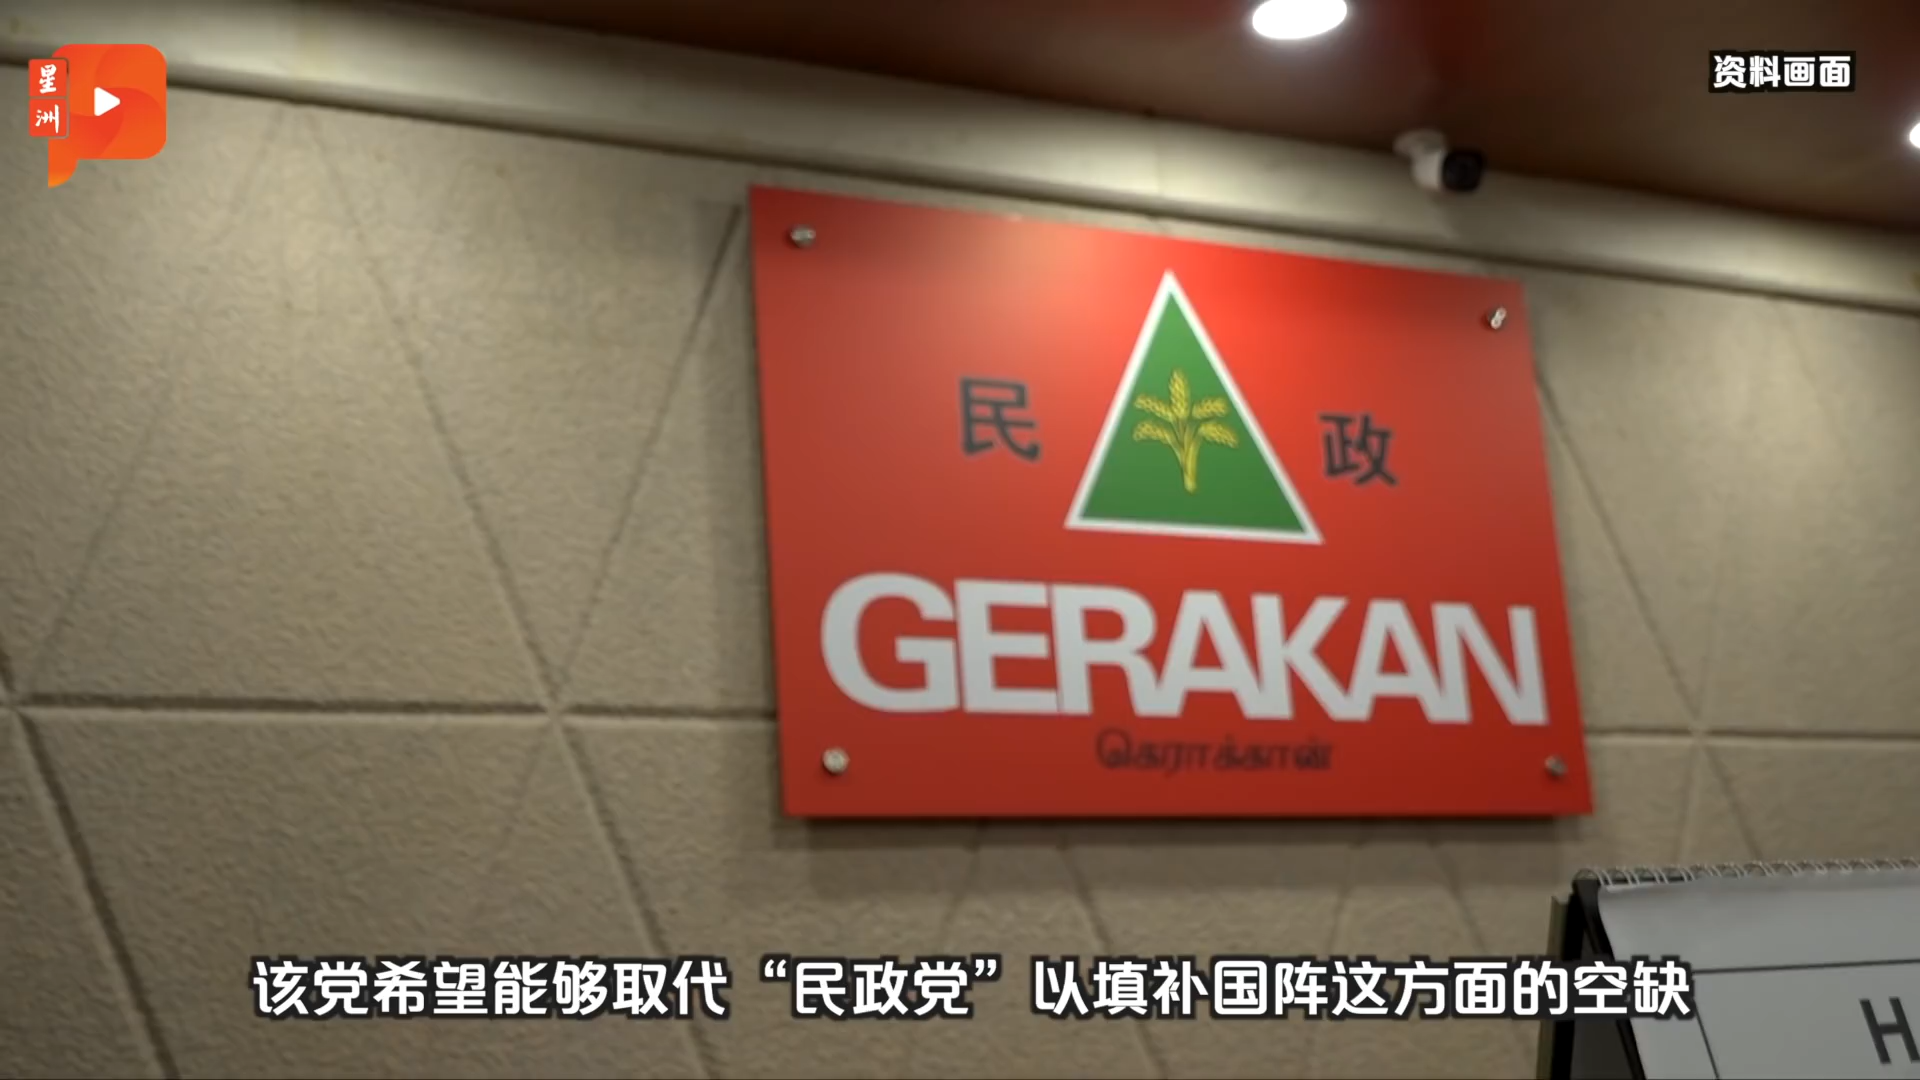 星洲
资料画面
民 政
GERAKAN
கெராக்கான்
该党希望能够取代“民政党”以填补国阵这方面的空缺
H